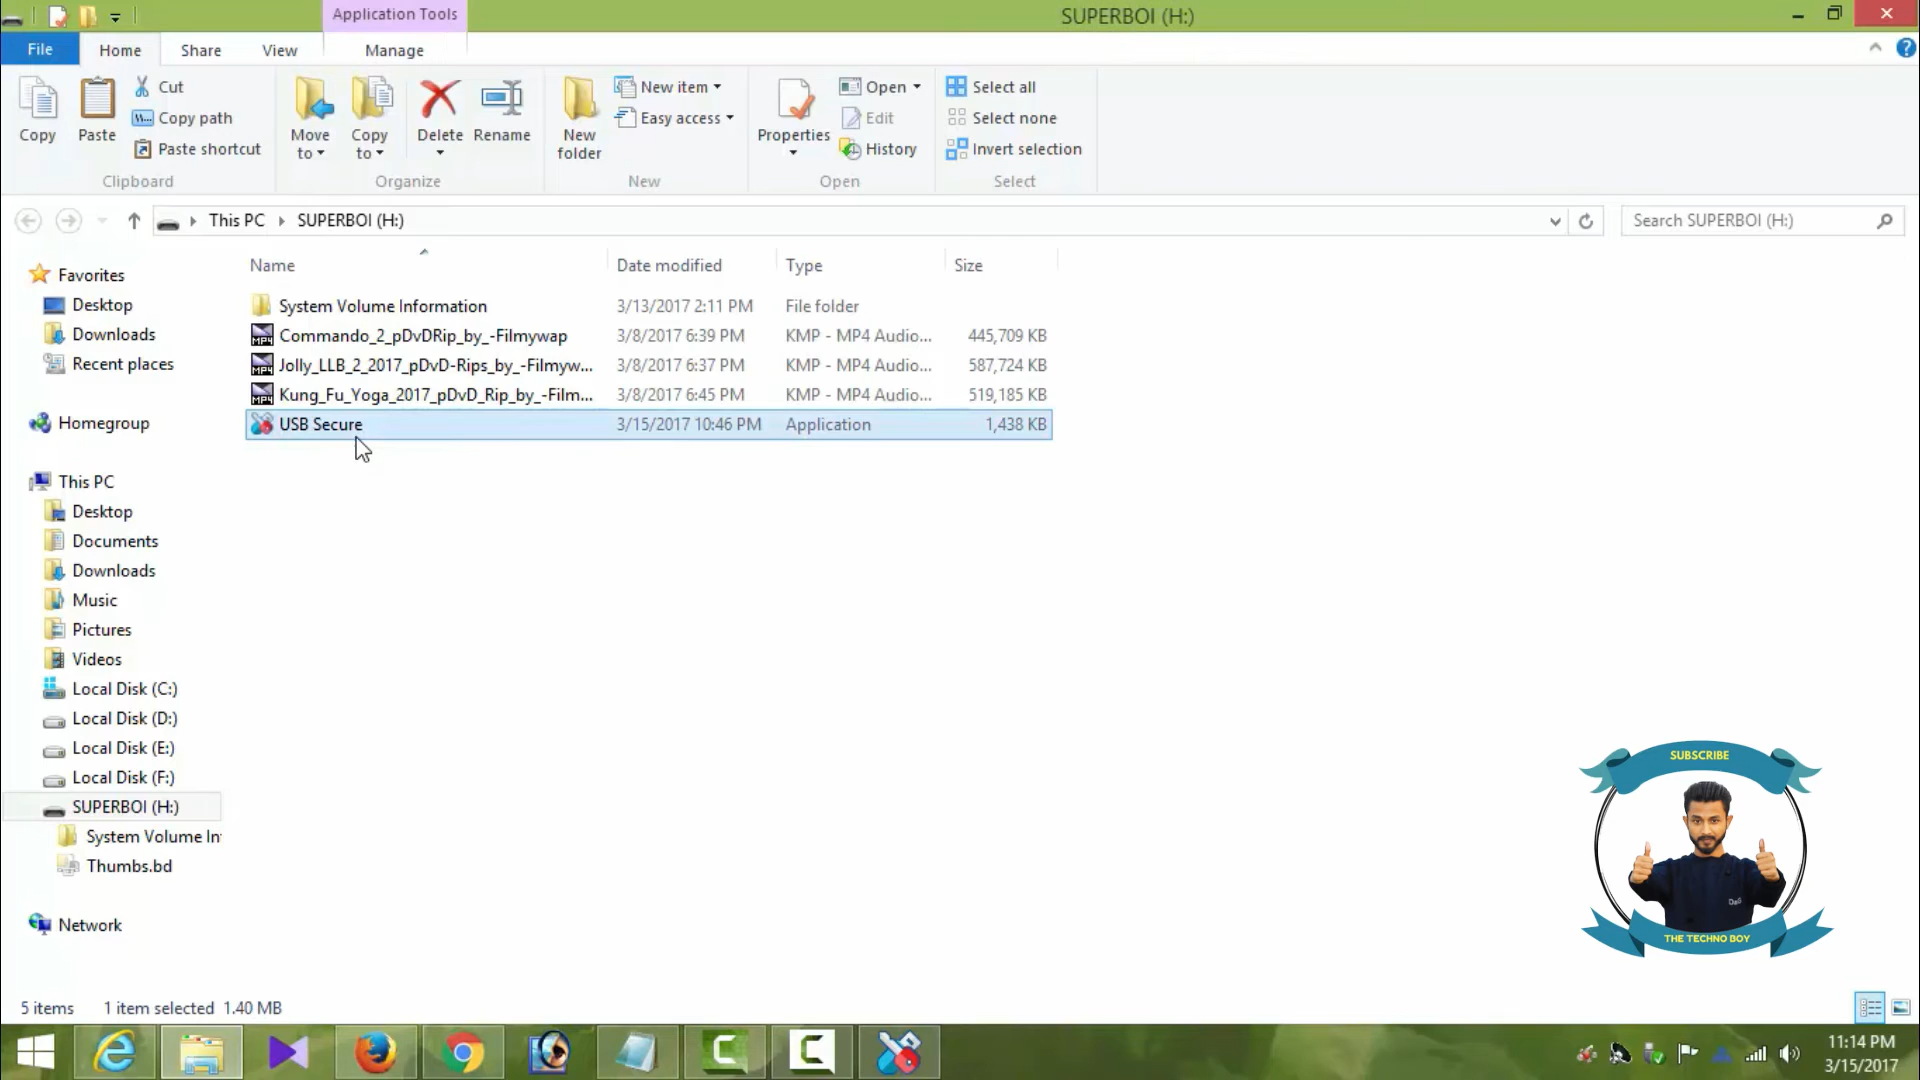 Application Tools
SUPERBOI (H:)
File
Home
Share
View
Manage
Copy
Paste
Cut
Copy path
Paste shortcut
Clipboard
Move to
Copy to
Delete
Rename
Organize
New folder
New item
Easy access
New
Properties
Open
Edit
History
Open
Select all
Select none
Invert selection
Select
This PC
SUPERBOI (H:)
Search SUPERBOI (H:)
Name
Date modified
Type
Size
System Volume Information 3/13/2017 2:11 PM File folder
Commando_2_pDvDRip_by_-Filmywap 3/8/2017 6:39 PM KMP - MP4 Audio... 445,709 KB
Jolly_LLB_2_2017_pDvD-Rips_by_-Filmyw... 3/8/2017 6:37 PM KMP - MP4 Audio... 587,724 KB
Kung_Fu_Yoga_2017_pDvD_Rip_by_-Film... 3/8/2017 6:45 PM KMP - MP4 Audio... 519,185 KB
USB Secure 3/15/2017 10:46 PM Application 1,438 KB
Favorites
Desktop
Downloads
Recent places
Homegroup
This PC
Desktop
Documents
Downloads
Music
Pictures
Videos
Local Disk (C:)
Local Disk (D:)
Local Disk (E:)
Local Disk (F:)
SUPERBOI (H:)
System Volume In
Thumbs.bd
Network
SUBSCRIBE
THE TECHNO BOY
5 items 1 item selected 1.40 MB
11:14 PM
3/15/2017